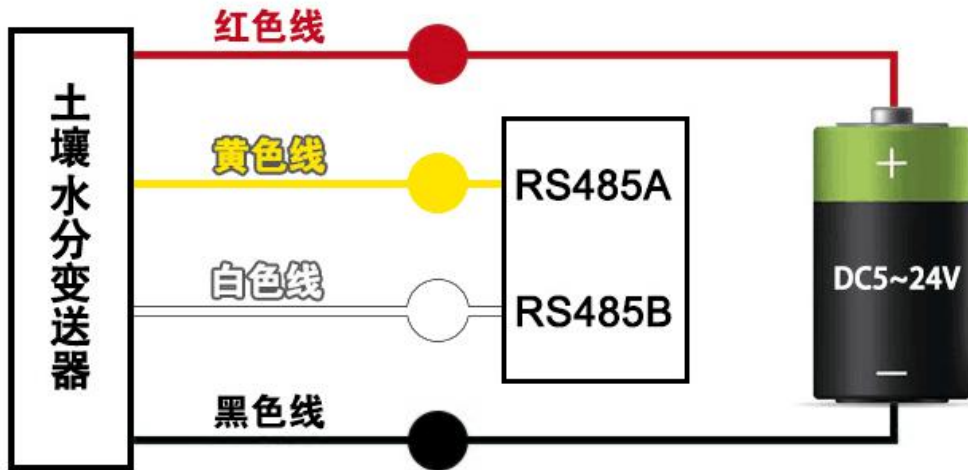 红色线
土壤水分变送器
黄色线
RS485A
白色线
RS485B
黑色线
+
DC5~24V
—